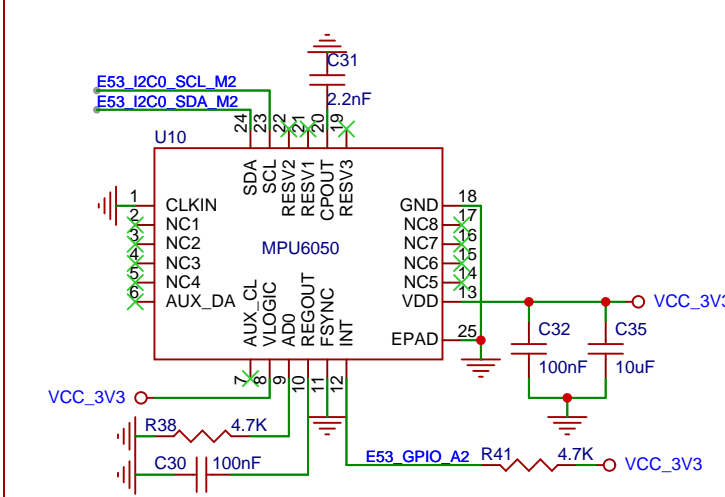 C31
2.2nF
E53_I2C0_SCL_M2
E53_I2C0_SDA_M2
24
23
22
21
20
19
U10
SDA
SCL
RESV2
RESV1
CPOUT
RESV3
1
CLKIN
2
NC1
3
NC2
4
NC3
5
NC4
6
AUX_DA
MPU6050
GND
18
NC8
17
NC7
16
NC6
15
NC5
14
VDD
13
VCC_3V3
EPAD
25
C32
100nF
C35
10uF
AUX_CL
VLOGIC
AD0
REGOUT
FSYNC
INT
7
8
9
10
11
12
VCC_3V3
R38
4.7K
C30
100nF
E53_GPIO_A2
R41
4.7K
VCC_3V3